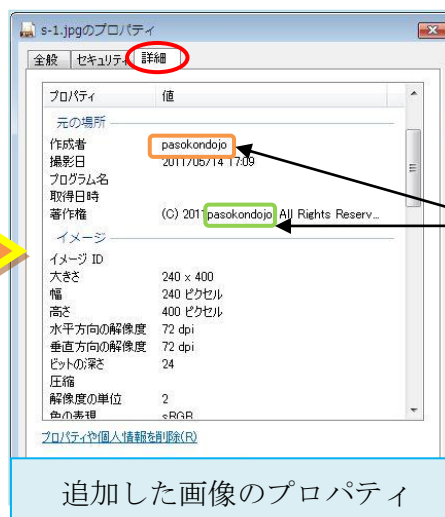 s-1.jpgのプロパティ
全般 セキュリティ 詳細
プロパティ 値
元の場所
作成者 pasokondojo
撮影日 2011/05/14 17:09
プログラム名
取得日時
著作権 (C) 2011 pasokondojo All Rights Reserv...
イメージ
イメージ ID
大きさ 240 x 400
幅 240 ピクセル
高さ 400 ピクセル
水平方向の解像度 72 dpi
垂直方向の解像度 72 dpi
ビットの深さ 24
圧縮
解像度の単位 2
色の表現 sRGB
プロパティや個人情報を削除(R)
追加した画像のプロパティ